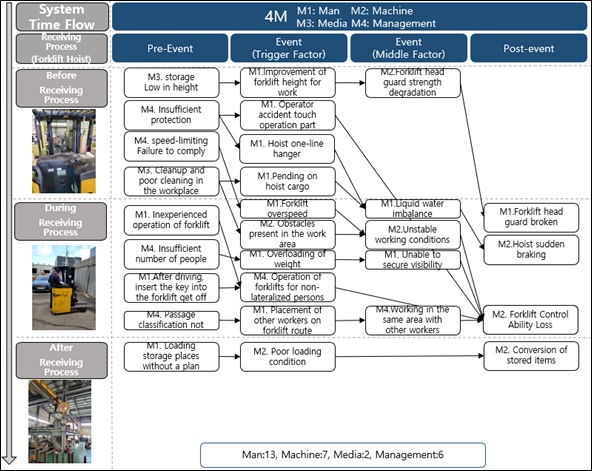 System
Time Flow
4M
M1: Man M2: Machine
M3: Media M4: Management
Receiving
Process
(Forklift Hoist)
Pre-Event
Event
(Trigger Factor)
Event
(Middle Factor)
Post-event
Before
Receiving
Process
M3. storage
Low in height
M1.Improvement of
forklift height for
work
M2.Forklift head
guard strength
degradation
M4. Insufficient
protection
M1. Operator
accident touch
operation part
M4. speed-limiting
Failure to comply
M1. Hoist one-line
hanger
M3. Cleanup and
poor cleaning in the
workplace
M1.Pending on
hoist cargo
During
Receiving
Process
M1.Forklift
overspeed
M1.Liquid water
imbalance
M1. Inexperienced
operation of forklift
M2. Obstacles
present in the work
area
M2.Unstable
working conditions
M1.Forklift head
guard broken
M4. Insufficient
number of people
M1. Overloading of
weight
M1. Unable to
secure visibility
M2.Hoist sudden
braking
M1.After driving,
insert the key into
the forklift get off
M4. Operation of
forklifts for non-
lateralized persons
M4. Passage
classification not
M1. Placement of
other workers on
forklift route
M4.Working in the
same area with
other workers
M2. Forklift Control
Ability Loss
After
Receiving
Process
M1. Loading
storage places
without a plan
M2. Poor loading
condition
M2. Conversion of
stored items
Man:13, Machine:7, Media:2, Management:6